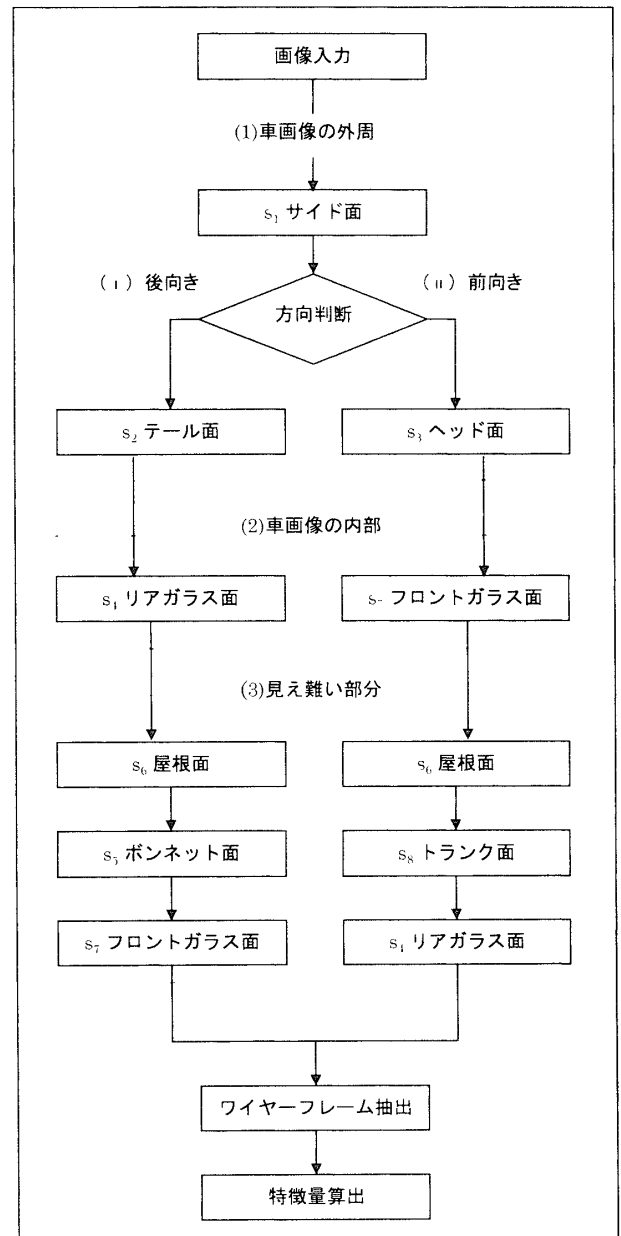 画像入力
(1)車画像の外周
s₁ サイド面
(ı) 後向き
(ıı) 前向き
方向判断
s₂ テール面
s₃ ヘッド面
(2)車画像の内部
s₄ リアガラス面
s₇ フロントガラス面
(3)見え難い部分
s₆ 屋根面
s₆ 屋根面
s₅ ボンネット面
s₈ トランク面
s₇ フロントガラス面
s₄ リアガラス面
ワイヤーフレーム抽出
特徴量算出